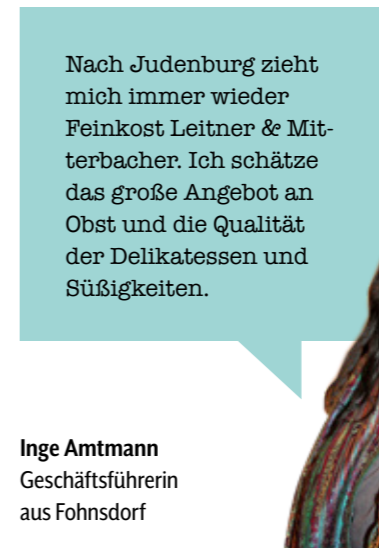 Nach Judenburg zieht
mich immer wieder
Feinkost Leitner & Mit-
terbacher. Ich schätze
das große Angebot an
Obst und die Qualität
der Delikatessen und
Süßigkeiten.
Inge Amtmann
Geschäftsführerin
aus Fohnsdorf